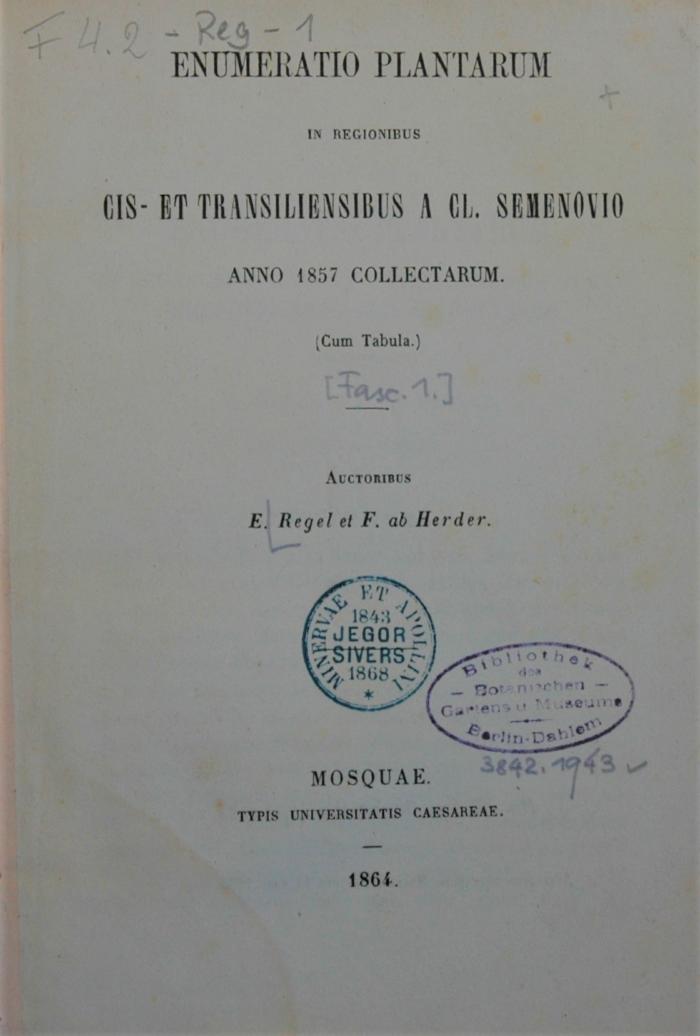 F 4.2 - Reg - 1
ENUMERATIO PLANTARUM
IN REGIONIBUS
CIS- ET TRANSILIENSIBUS A CL. SEMENOVIO
ANNO 1857 COLLECTARUM.
(Cum Tabula.)
[Fasc. 1.]
AUCTORIBUS
E. Regel et F. ab Herder.
MINERVAE ET APOLLINI
1843
JEGOR
SIVERS
1868
*
Bibliothek
des
- Botanischen -
Gartens u Museums
Berlin-Dahlem
3842.1943
MOSQUAE.
TYPIS UNIVERSITATIS CAESAREAE.
1864.